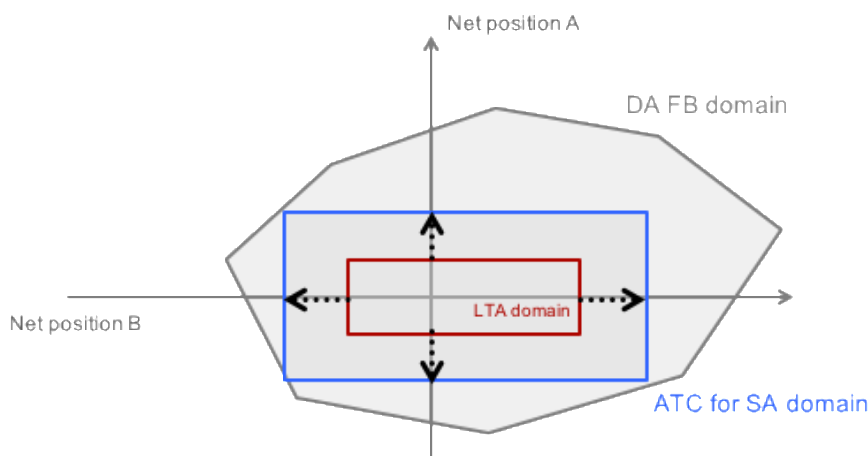 Net position A
DA FB domain
LTA domain
Net position B
ATC for SA domain